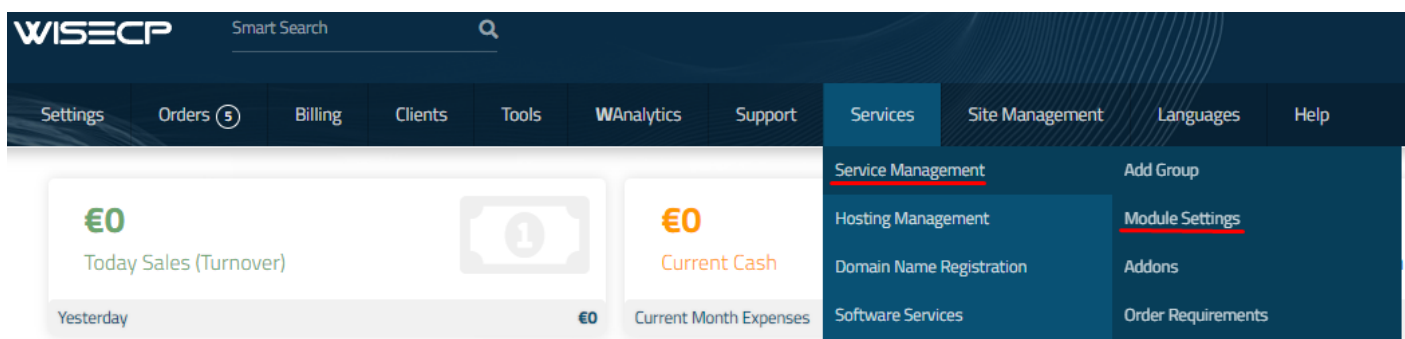 WISECP Smart Search
Settings Orders 5 Billing Clients Tools WAnalytics Support Services Site Management Languages Help
Service Management Add Group
€0 €0 Hosting Management Module Settings
Today Sales (Turnover) Current Cash Domain Name Registration Addons
Yesterday €0 Current Month Expenses Software Services Order Requirements